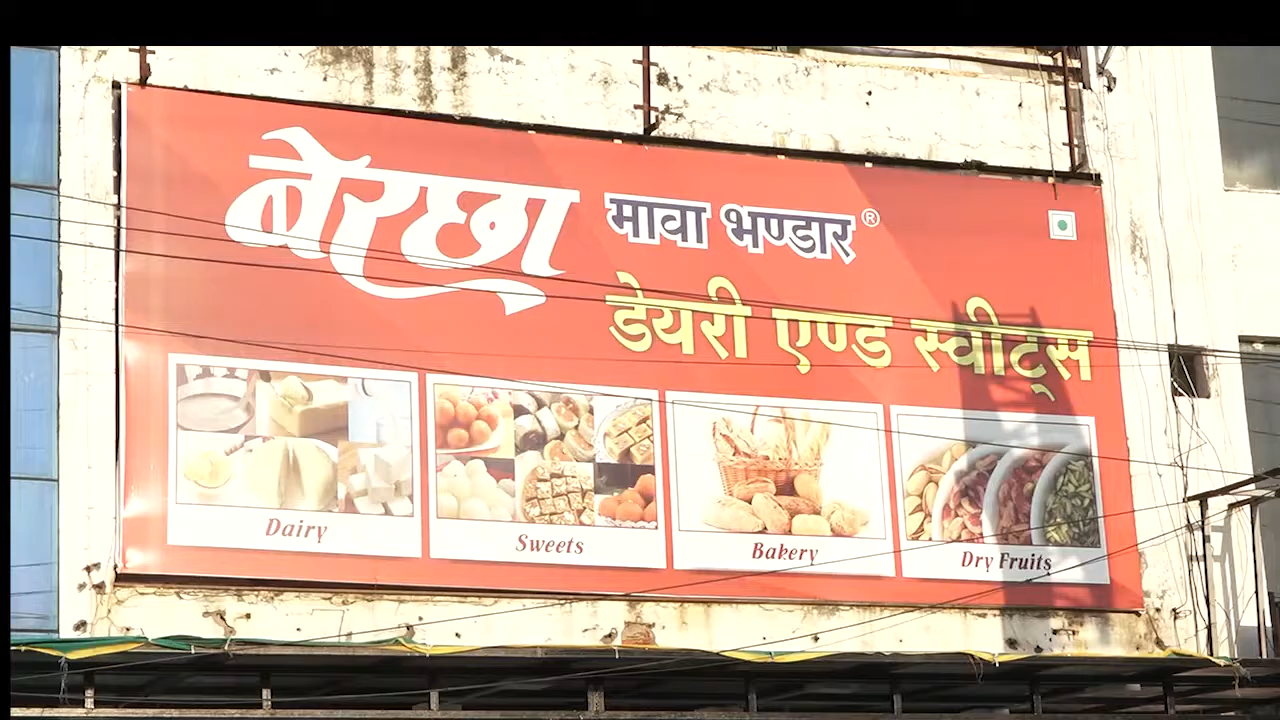 बेरछा मावा भण्डार®
डेयरी एण्ड स्वीट्स
Dairy
Sweets
Bakery
Dry Fruits